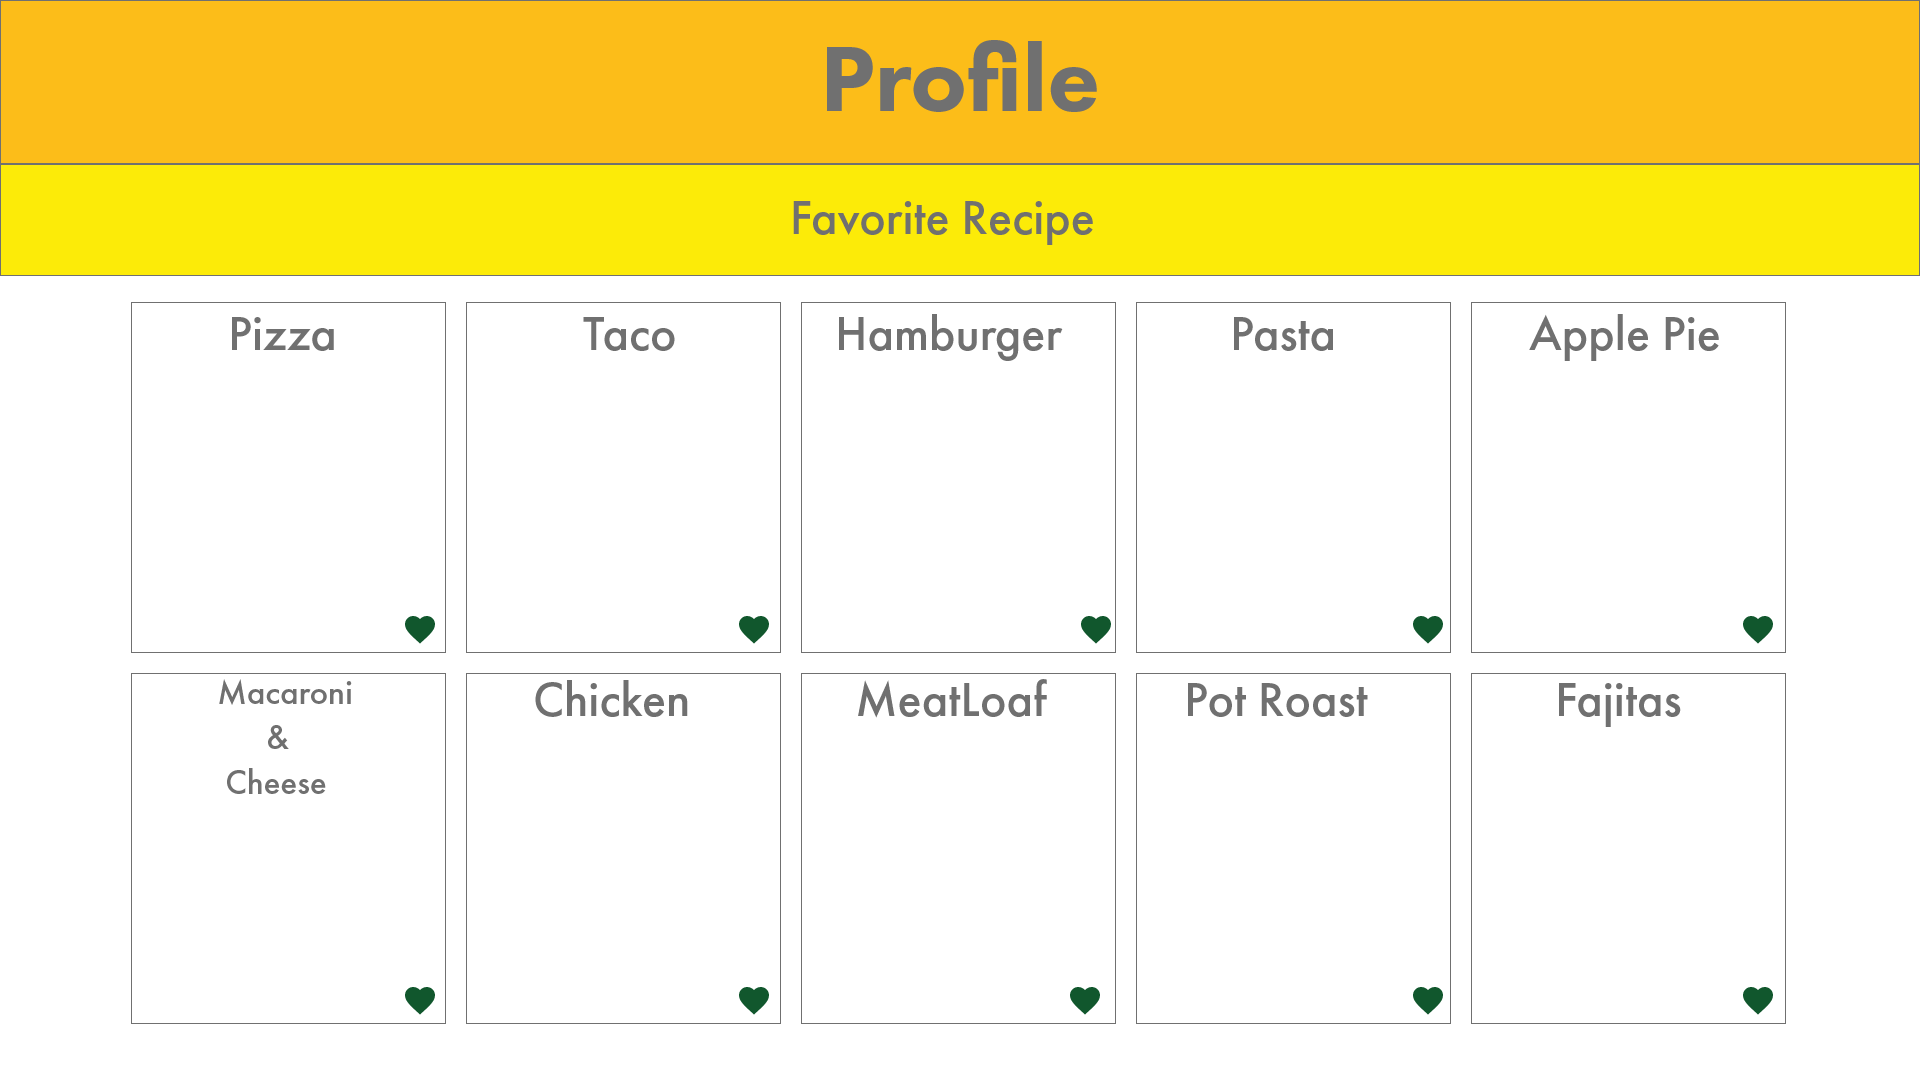 Profile
Favorite Recipe
Pizza
Taco
Hamburger
Pasta
Apple Pie
Macaroni
&
Cheese
Chicken
MeatLoaf
Pot Roast
Fajitas